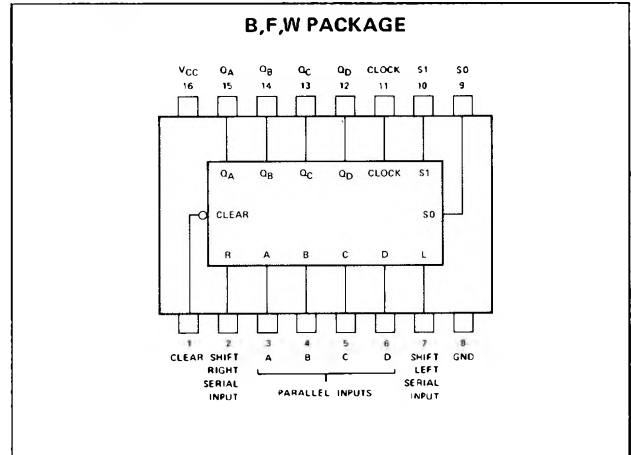 B,F,W PACKAGE
VCC QA QB QC QD CLOCK S1 S0
16 15 14 13 12 11 10 9
QA QB QC QD CLOCK S1
CLEAR S0
R A B C D L
1 2 3 4 5 6 7 8
CLEAR SHIFT A B C D SHIFT GND
RIGHT LEFT
SERIAL PARALLEL INPUTS SERIAL
INPUT INPUT